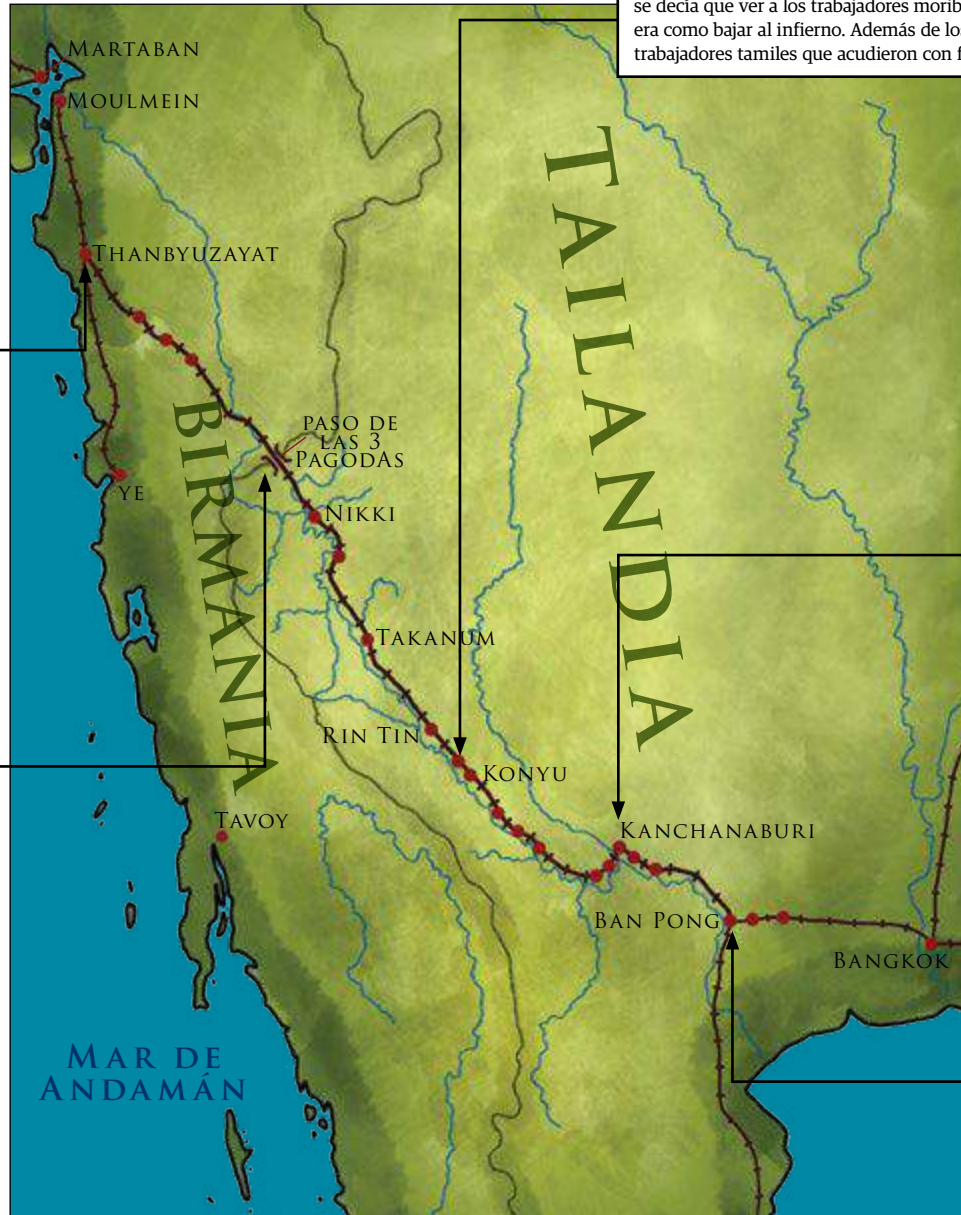 se decía que ver a los trabajadores
era como bajar al infierno. Además de
trabajadores tamiles que acudieron con
MARTABAN
MOULMEIN
THANBYUZAYAT
TAILANDIA
BIRMANIA
PASO DE
LAS 3
PAGODAS
YE
NIKKI
TAKANUM
RIN TIN
KONYU
TAVOY
KANCHANABURI
BAN PONG
BANGKOK
MAR DE
ANDAMÁN